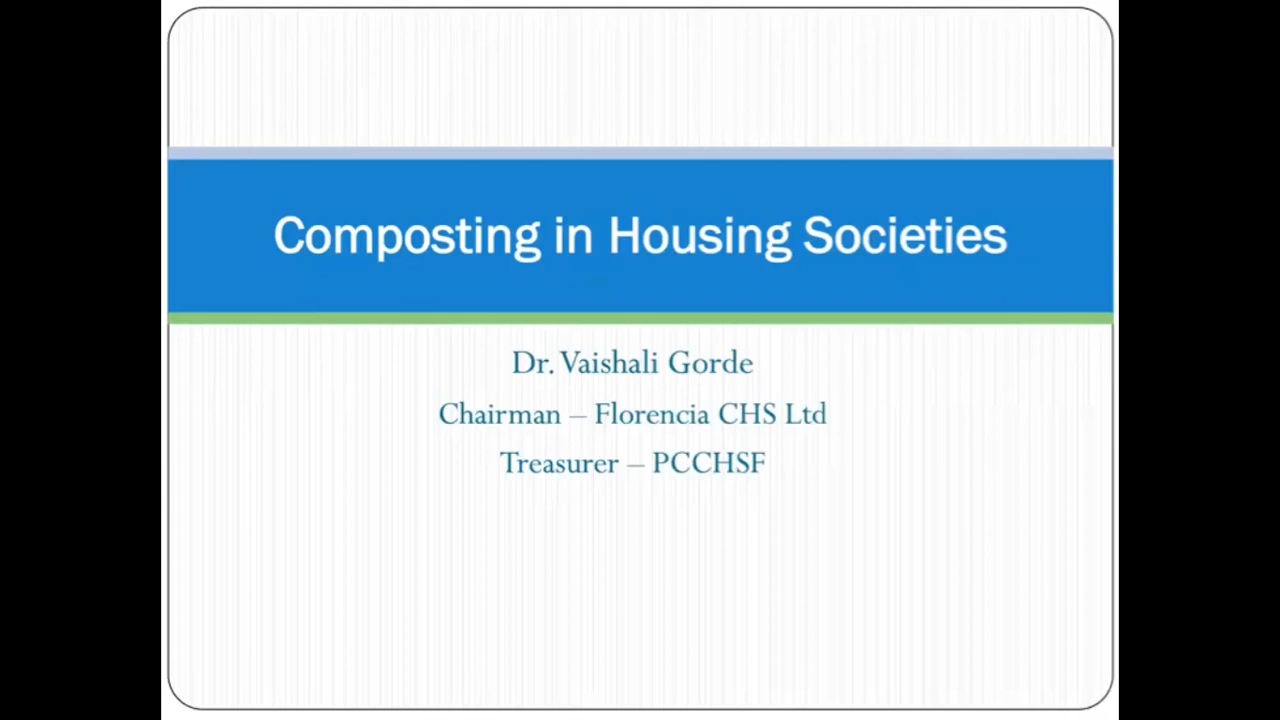 Composting in Housing Societies
Dr. Vaishali Gorde
Chairman – Florencia CHS Ltd
Treasurer – PCCHSF